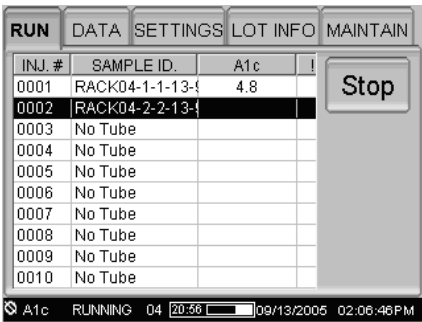 RUN DATA SETTINGS LOT INFO MAINTAIN
INJ. # SAMPLE ID. A1c !
0001 RACK04-1-1-13- 4.8 Stop
0002 RACK04-2-2-13-
0003 No Tube
0004 No Tube
0005 No Tube
0006 No Tube
0007 No Tube
0008 No Tube
0009 No Tube
0010 No Tube
A1c RUNNING 04 20:56 09/13/2005 02:06:46PM